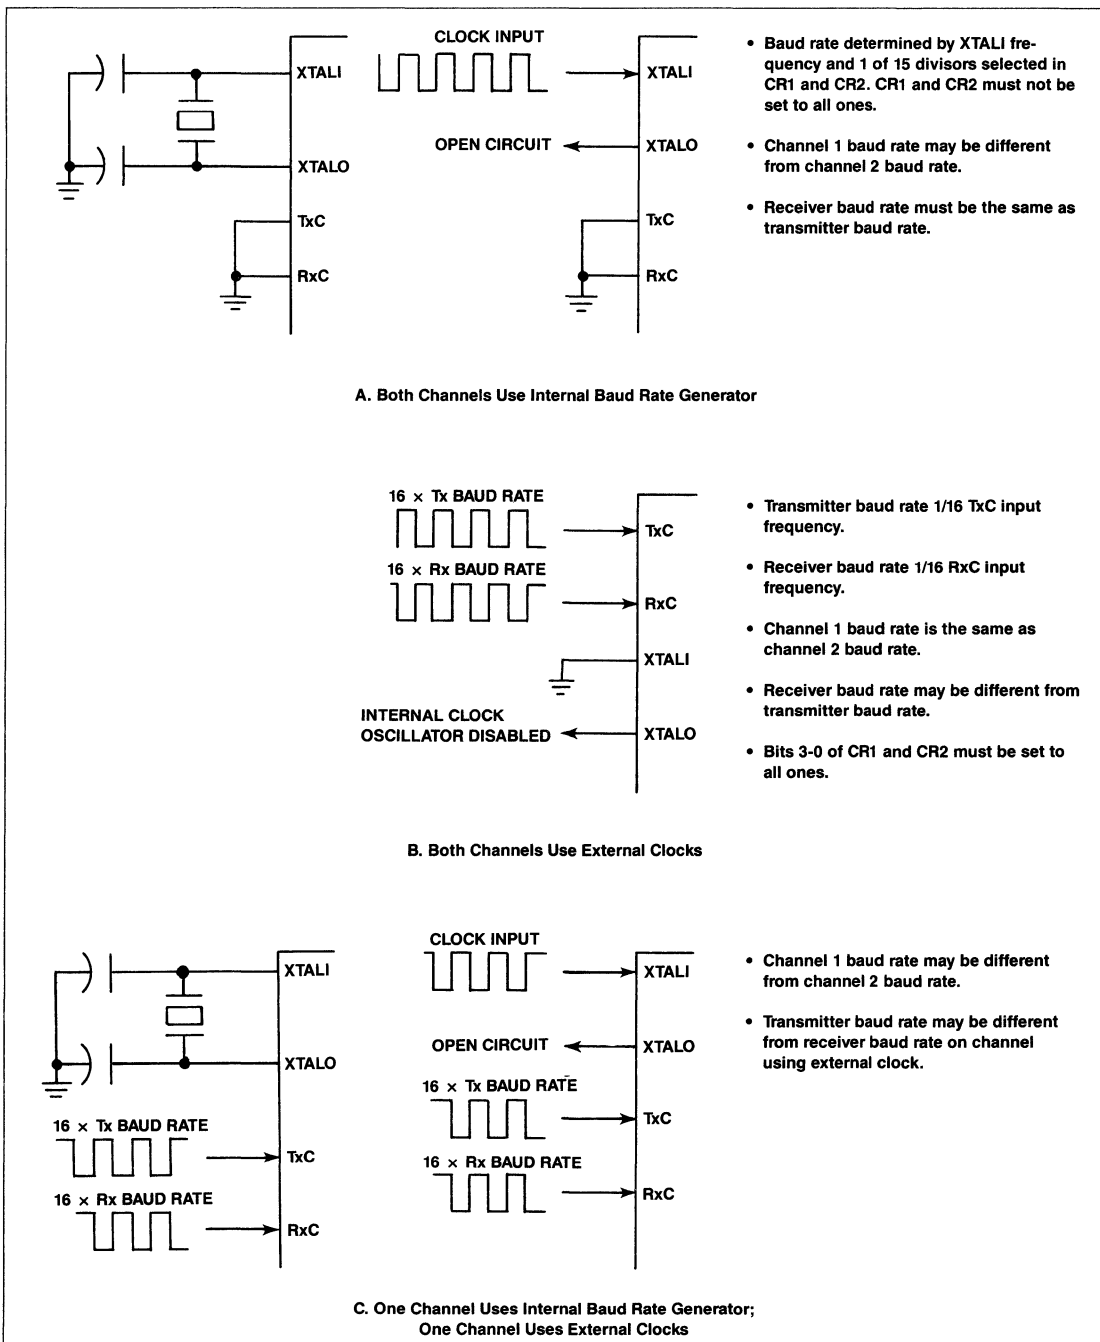 XTALI
XTALO
TxC
RxC
CLOCK INPUT
XTALI
OPEN CIRCUIT
XTALO
TxC
RxC
• Baud rate determined by XTALI fre-
quency and 1 of 15 divisors selected in
CR1 and CR2. CR1 and CR2 must not be
set to all ones.
• Channel 1 baud rate may be different
from channel 2 baud rate.
• Receiver baud rate must be the same as
transmitter baud rate.
A. Both Channels Use Internal Baud Rate Generator
16 × Tx BAUD RATE
TxC
16 × Rx BAUD RATE
RxC
XTALI
INTERNAL CLOCK
OSCILLATOR DISABLED
XTALO
• Transmitter baud rate 1/16 TxC input
frequency.
• Receiver baud rate 1/16 RxC input
frequency.
• Channel 1 baud rate is the same as
channel 2 baud rate.
• Receiver baud rate may be different from
transmitter baud rate.
• Bits 3-0 of CR1 and CR2 must be set to
all ones.
B. Both Channels Use External Clocks
XTALI
XTALO
16 × Tx BAUD RATE
TxC
16 × Rx BAUD RATE
RxC
CLOCK INPUT
XTALI
OPEN CIRCUIT
XTALO
16 × Tx BAUD RATE
TxC
16 × Rx BAUD RATE
RxC
• Channel 1 baud rate may be different
from channel 2 baud rate.
• Transmitter baud rate may be different
from receiver baud rate on channel
using external clock.
C. One Channel Uses Internal Baud Rate Generator;
One Channel Uses External Clocks